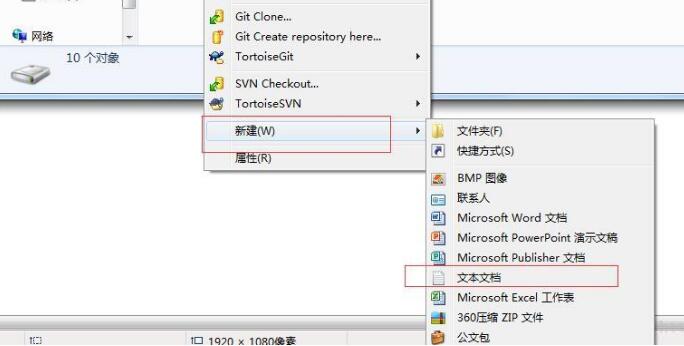 网络
10 个对象
Git Clone...
Git Create repository here...
TortoiseGit
SVN Checkout...
TortoiseSVN
新建(W)
属性(R)
文件夹(F)
快捷方式(S)
BMP 图像
联系人
Microsoft Word 文档
Microsoft PowerPoint 演示文稿
Microsoft Publisher 文档
文本文档
Microsoft Excel 工作表
360压缩 ZIP 文件
公文包
1920 × 1080像素